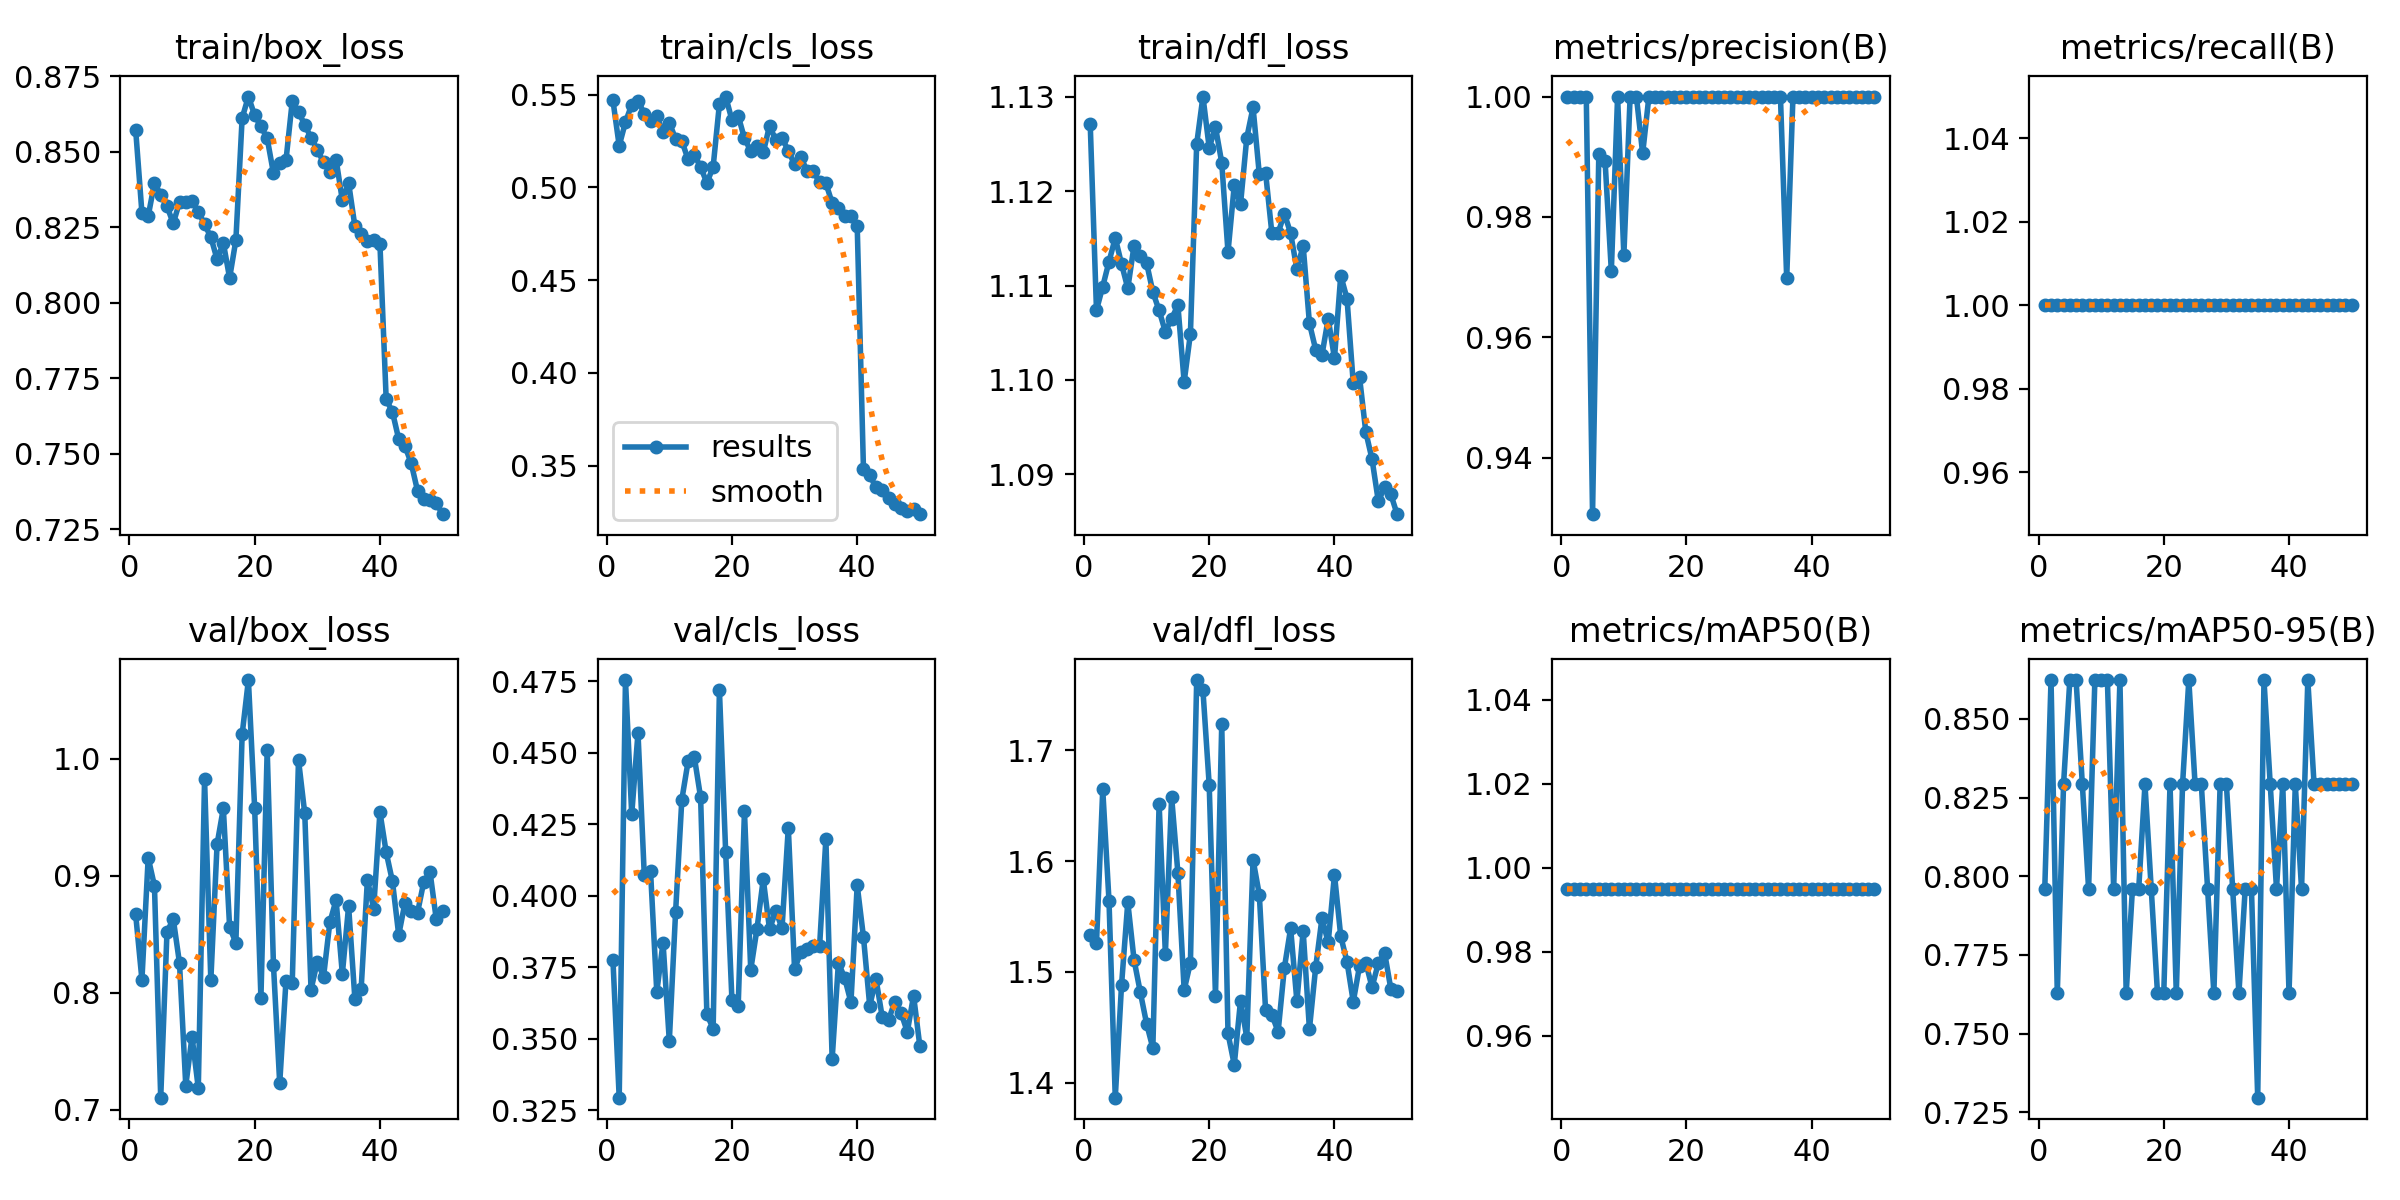 train/box_loss
0.875
0.850
0.825
0.800
0.775
0.750
0.725
0 20 40
train/cls_loss
0.55
0.50
0.45
0.40
0.35
results
smooth
0 20 40
train/dfl_loss
1.13
1.12
1.11
1.10
1.09
0 20 40
metrics/precision(B)
1.00
0.98
0.96
0.94
0 20 40
metrics/recall(B)
1.04
1.02
1.00
0.98
0.96
0 20 40
val/box_loss
1.0
0.9
0.8
0.7
0 20 40
val/cls_loss
0.475
0.450
0.425
0.400
0.375
0.350
0.325
0 20 40
val/dfl_loss
1.7
1.6
1.5
1.4
0 20 40
metrics/mAP50(B)
1.04
1.02
1.00
0.98
0.96
0 20 40
metrics/mAP50-95(B)
0.850
0.825
0.800
0.775
0.750
0.725
0 20 40